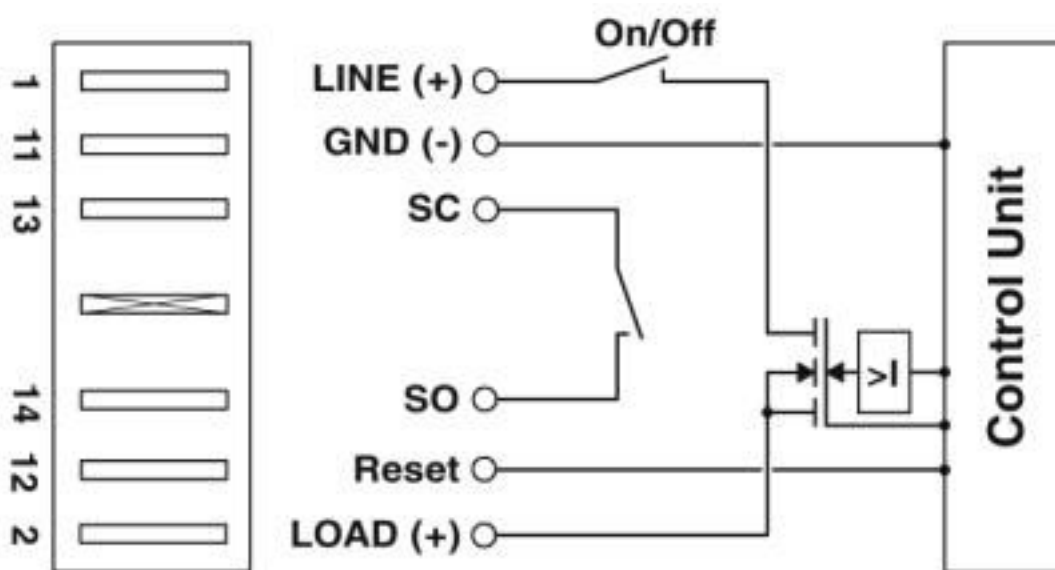 On/Off
1
LINE (+)
11
GND (-)
13
SC
14
SO
12
Reset
2
LOAD (+)
>I
Control Unit